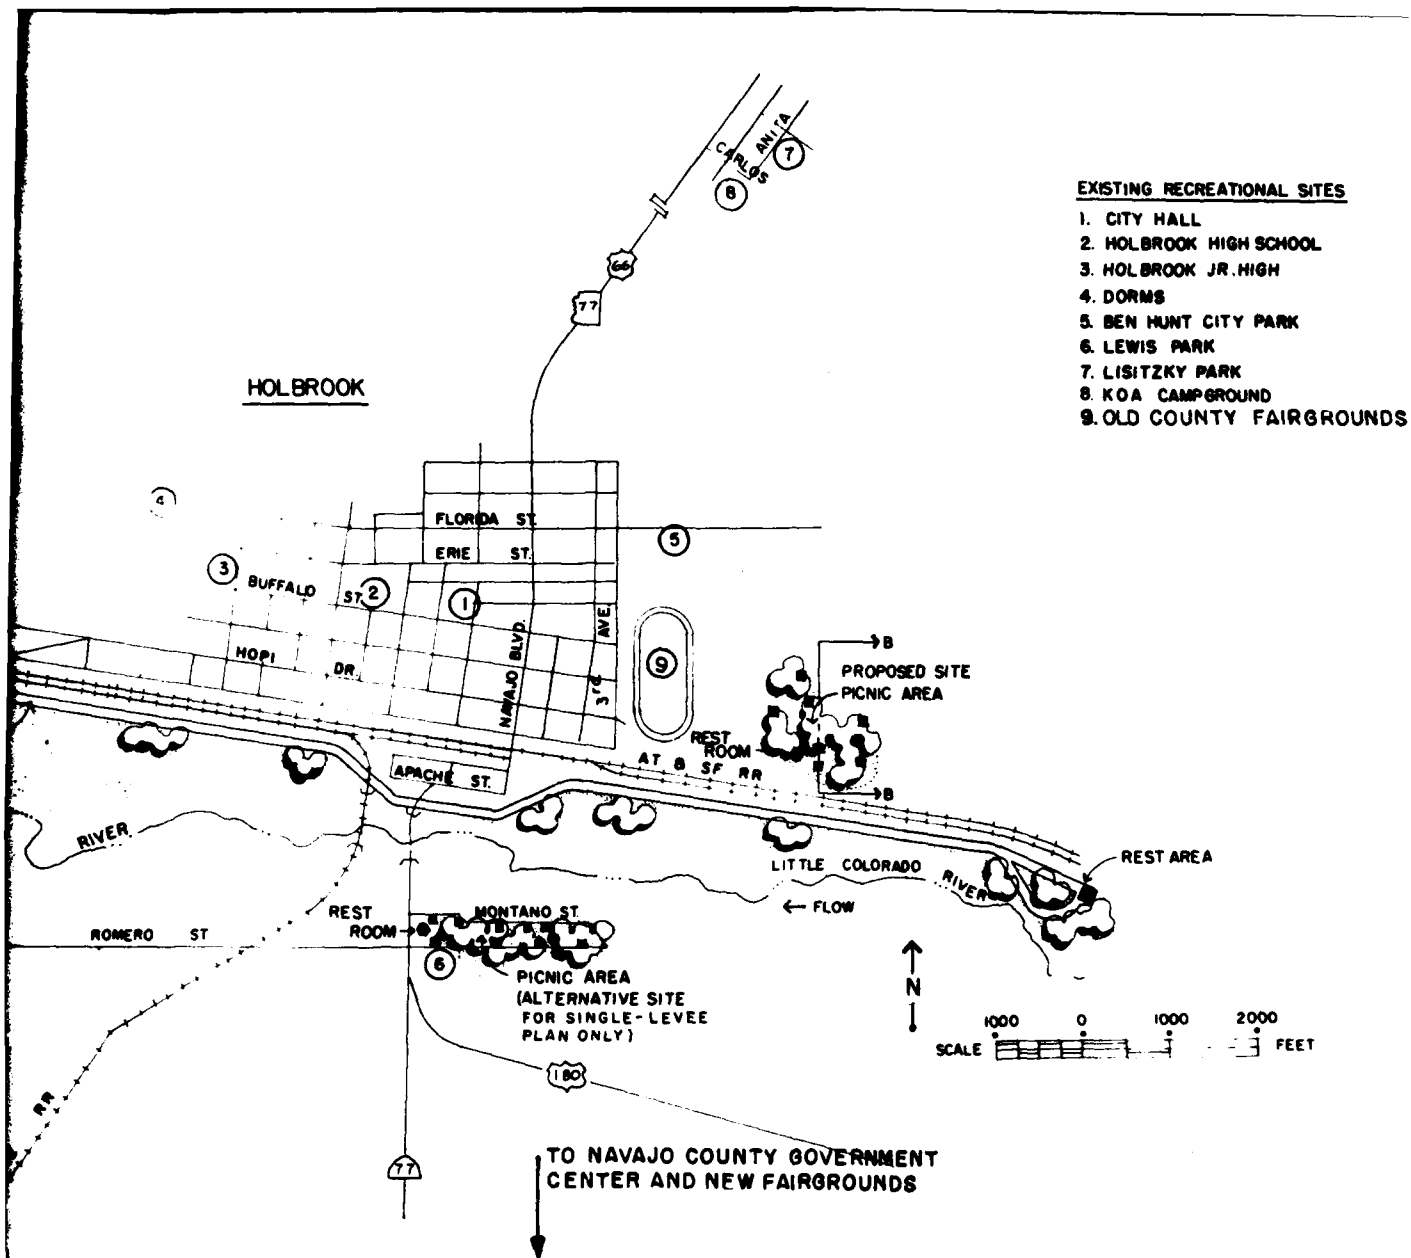 CARLOS
ANITA
7
8
66
77
EXISTING RECREATIONAL SITES
1. CITY HALL
2. HOLBROOK HIGH SCHOOL
3. HOLBROOK JR. HIGH
4. DORMS
5. BEN HUNT CITY PARK
6. LEWIS PARK
7. LISITZKY PARK
8. KOA CAMPGROUND
9. OLD COUNTY FAIRGROUNDS
HOLBROOK
4
FLORIDA ST.
ERIE ST.
5
3
BUFFALO ST.
2
1
NAVAJO BLVD.
3rd. AVE.
9
HOPI DR.
B
PROPOSED SITE
PICNIC AREA
REST
ROOM
AT & SF RR
B
APACHE ST.
RIVER
LITTLE COLORADO RIVER
REST AREA
← FLOW
REST
ROOM
MONTANO ST.
ROMERO ST
6
PICNIC AREA
(ALTERNATIVE SITE
FOR SINGLE-LEVEE
PLAN ONLY)
N
1000 0 1000 2000
SCALE FEET
180
RR
77
TO NAVAJO COUNTY GOVERNMENT
CENTER AND NEW FAIRGROUNDS